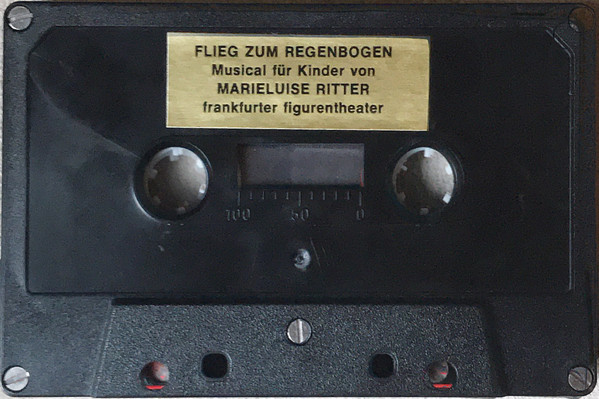 FLIEG ZUM REGENBOGEN
Musical für Kinder von
MARIELUISE RITTER
frankfurter figurentheater
100 50 0